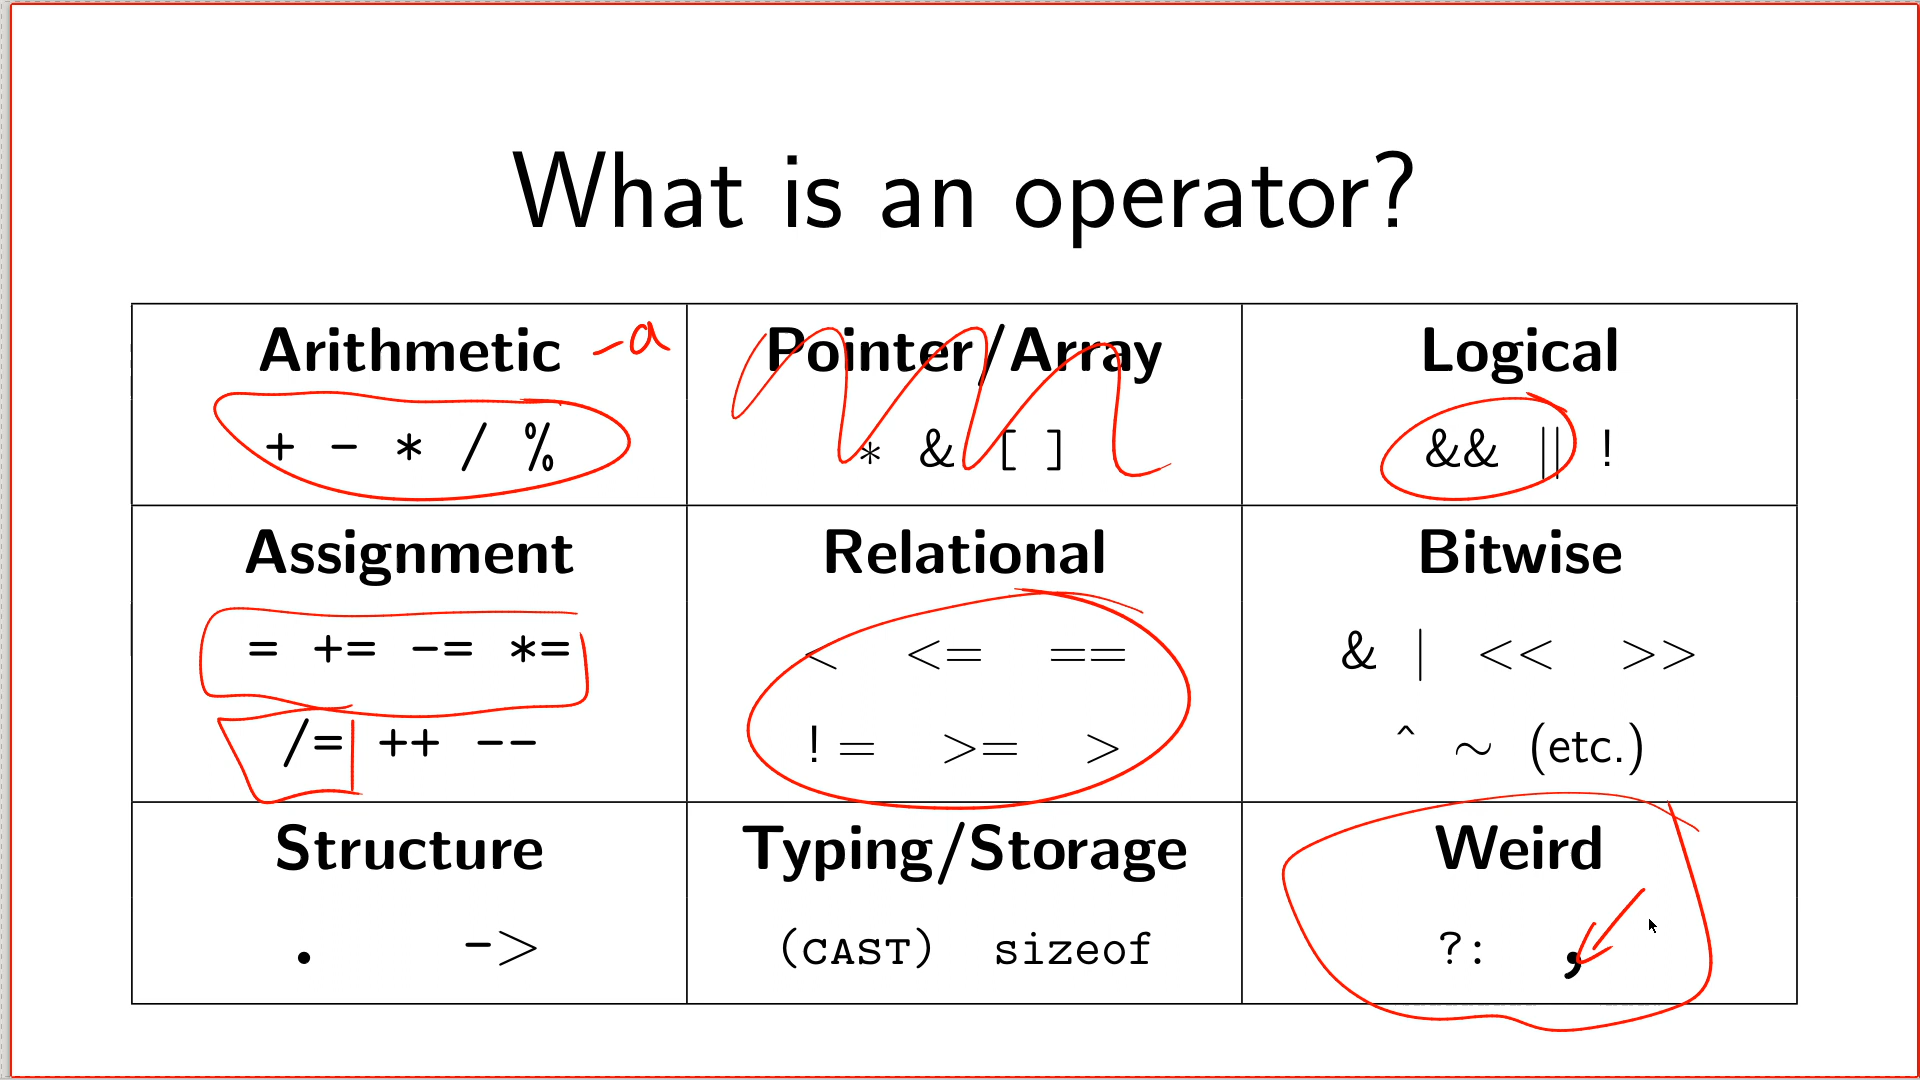 What is an operator?
Arithmetic -a
+ - * / %
Pointer/Array
* & [ ]
Logical
&& || !
Assignment
= += -= *=
/= ++ --
Relational
< <= ==
!= >= >
Bitwise
& | << >>
^ ~ (etc.)
Structure
. ->
Typing/Storage
(CAST) sizeof
Weird
?: ,